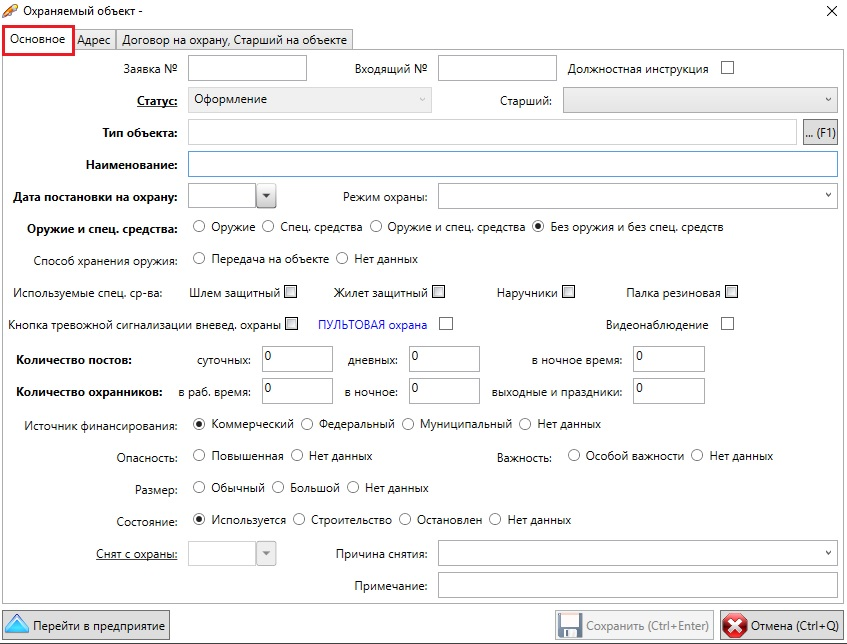 Охраняемый объект -
Основное Адрес Договор на охрану, Старший на объекте
Заявка № Входящий № Должностная инструкция
Статус: Оформление Старший:
Тип объекта: ... (F1)
Наименование:
Дата постановки на охрану: Режим охраны:
Оружие и спец. средства: Оружие Спец. средства Оружие и спец. средства Без оружия и без спец. средств
Способ хранения оружия: Передача на объекте Нет данных
Используемые спец. ср-ва: Шлем защитный Жилет защитный Наручники Палка резиновая
Кнопка тревожной сигнализации вневед. охраны ПУЛЬТОВАЯ охрана Видеонаблюдение
Количество постов: суточных: 0 дневных: 0 в ночное время: 0
Количество охранников: в раб. время: 0 в ночное: 0 выходные и праздники: 0
Источник финансирования: Коммерческий Федеральный Муниципальный Нет данных
Опасность: Повышенная Нет данных Важность: Особой важности Нет данных
Размер: Обычный Большой Нет данных
Состояние: Используется Строительство Остановлен Нет данных
Снят с охраны: Причина снятия:
Примечание:
Перейти в предприятие Сохранить (Ctrl+Enter) Отмена (Ctrl+Q)